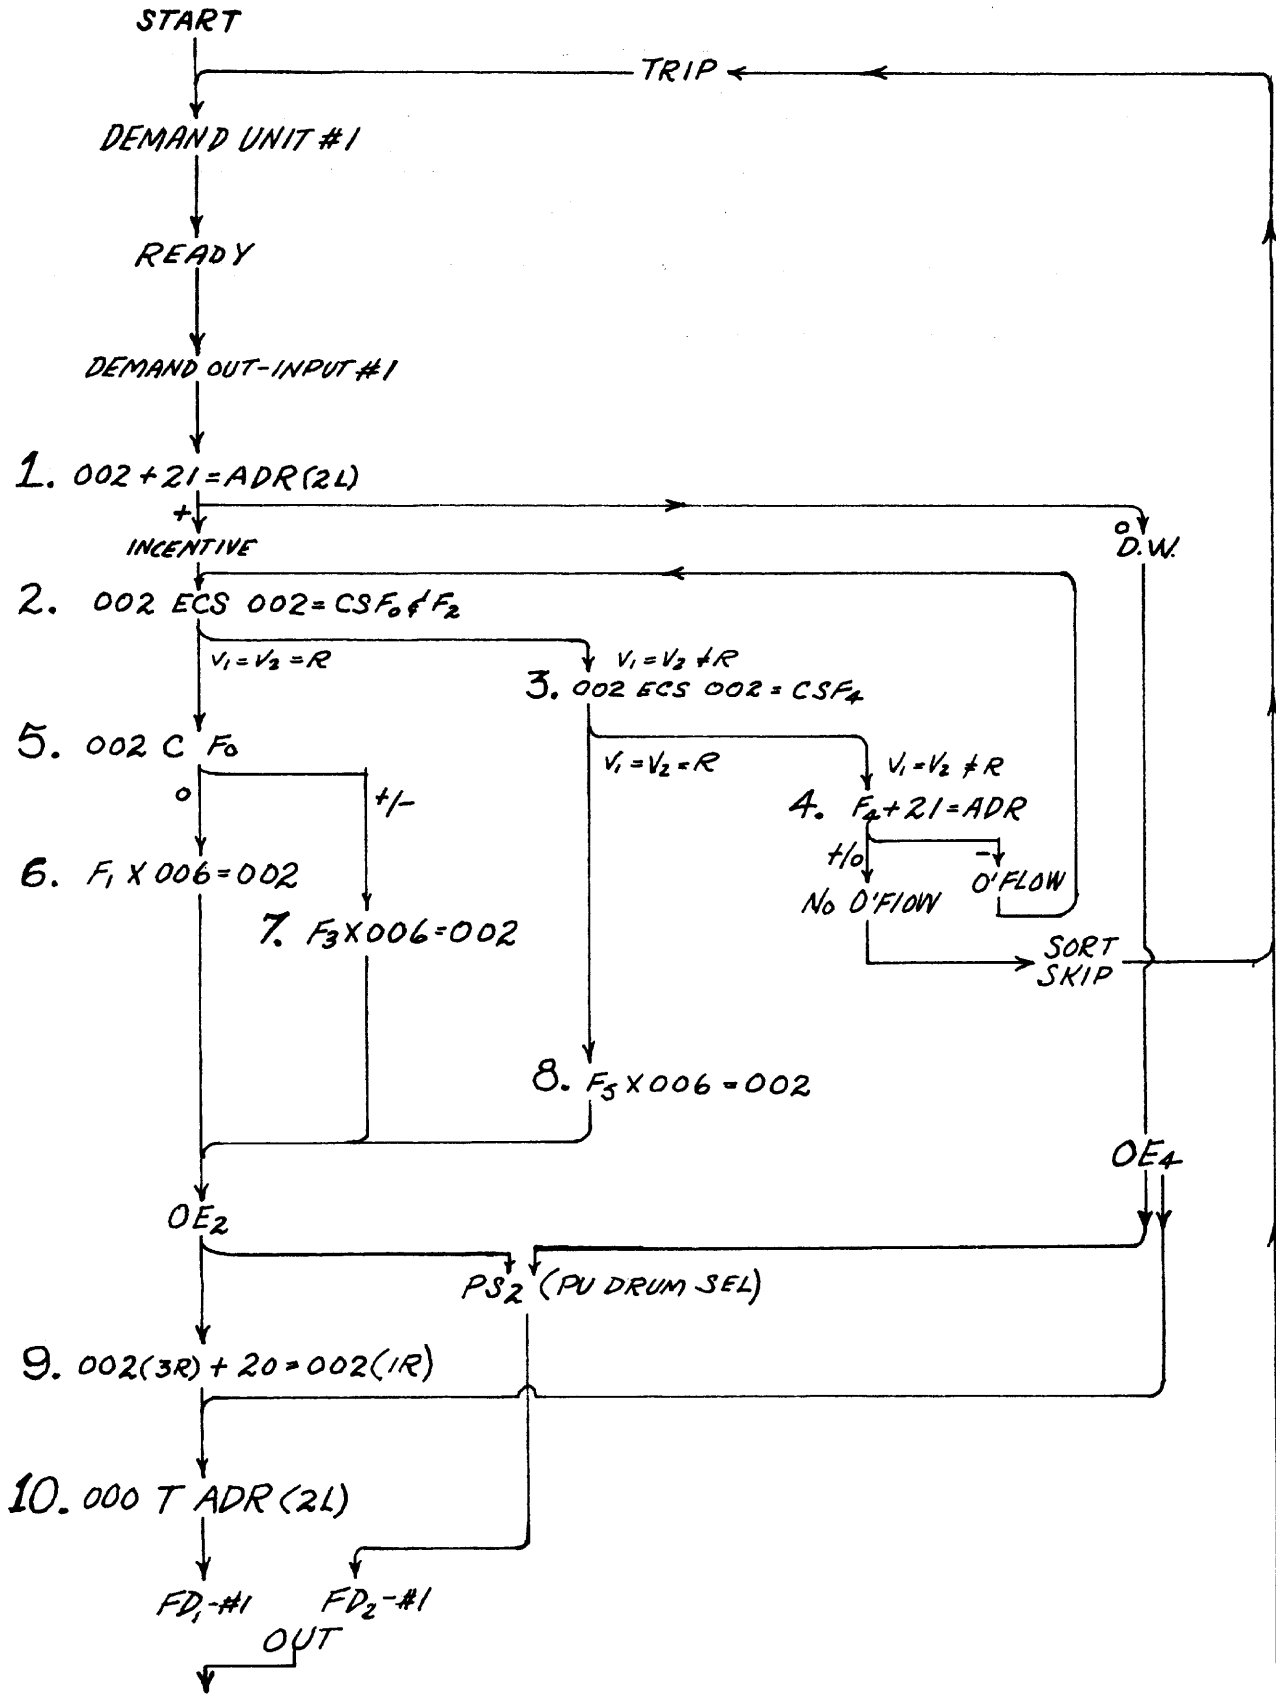 START
TRIP
DEMAND UNIT #1
READY
DEMAND OUT-INPUT #1
1. 002 + 21 = ADR (2L)
+
INCENTIVE
0
D.W.
2. 002 ECS 002 = CSF₀ & F₂
V₁ = V₂ = R
V₁ = V₂ ≠ R
3. 002 ECS 002 = CSF₄
5. 002 C F₀
V₁ = V₂ = R
V₁ = V₂ ≠ R
0
+/-
4. F₄ + 21 = ADR
+/0
-
6. F₁ X 006 = 002
NO O'FLOW
O'FLOW
7. F₃ X 006 = 002
SORT
SKIP
8. F₅ X 006 = 002
OE₄
OE₂
PS₂ (PU DRUM SEL)
9. 002 (3R) + 20 = 002 (1R)
10. 000 T ADR (2L)
FD₁-#1
FD₂-#1
OUT